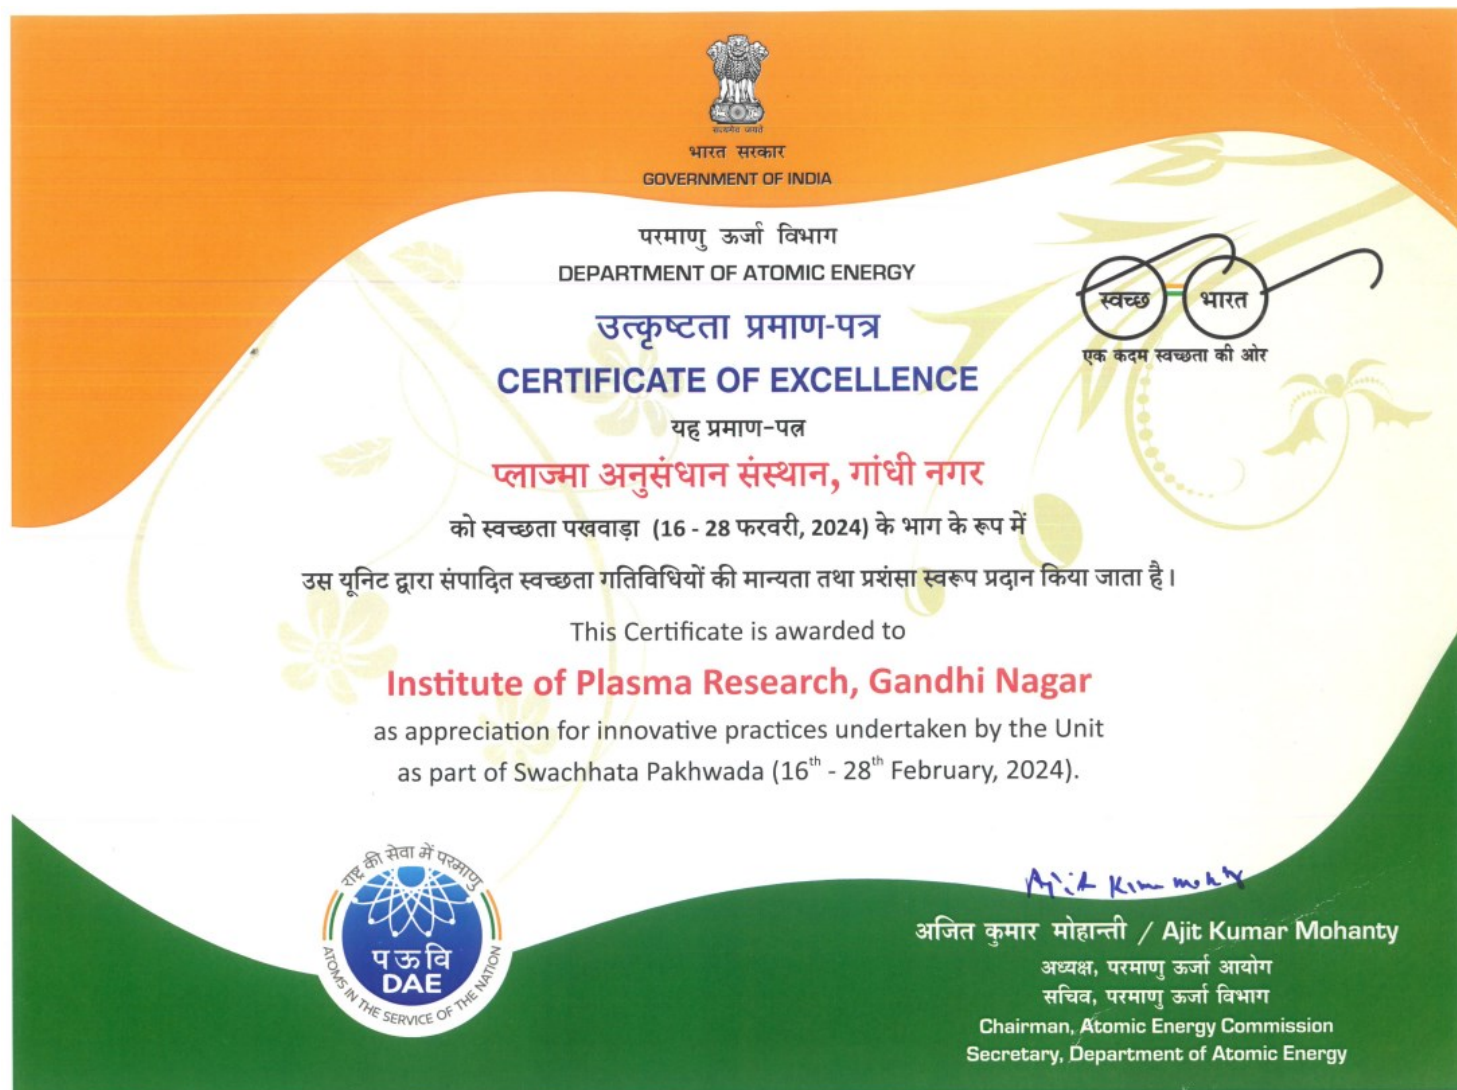 सत्यमेव जयते
भारत सरकार
GOVERNMENT OF INDIA
परमाणु ऊर्जा विभाग
DEPARTMENT OF ATOMIC ENERGY
स्वच्छ भारत
एक कदम स्वच्छता की ओर
उत्कृष्टता प्रमाण-पत्र
CERTIFICATE OF EXCELLENCE
यह प्रमाण-पत्र
प्लाज्मा अनुसंधान संस्थान, गांधी नगर
को स्वच्छता पखवाड़ा (16 - 28 फरवरी, 2024) के भाग के रूप में
उस यूनिट द्वारा संपादित स्वच्छता गतिविधियों की मान्यता तथा प्रशंसा स्वरूप प्रदान किया जाता है।
This Certificate is awarded to
Institute of Plasma Research, Gandhi Nagar
as appreciation for innovative practices undertaken by the Unit
as part of Swachhata Pakhwada (16th - 28th February, 2024).
राष्ट्र की सेवा में परमाणु
प ऊ वि
DAE
ATOMS IN THE SERVICE OF THE NATION
Ajit Kumar Mohanty
अजित कुमार मोहान्ती / Ajit Kumar Mohanty
अध्यक्ष, परमाणु ऊर्जा आयोग
सचिव, परमाणु ऊर्जा विभाग
Chairman, Atomic Energy Commission
Secretary, Department of Atomic Energy